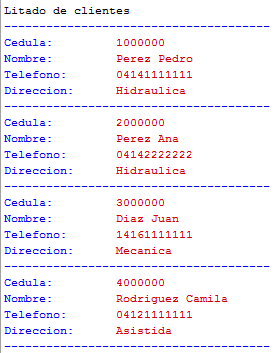 Litado de clientes
--------------------------------------
Cedula: 1000000
Nombre: Perez Pedro
Telefono: 04141111111
Direccion: Hidraulica
--------------------------------------
Cedula: 2000000
Nombre: Perez Ana
Telefono: 04142222222
Direccion: Hidraulica
--------------------------------------
Cedula: 3000000
Nombre: Diaz Juan
Telefono: 14161111111
Direccion: Mecanica
--------------------------------------
Cedula: 4000000
Nombre: Rodriguez Camila
Telefono: 04121111111
Direccion: Asistida
--------------------------------------